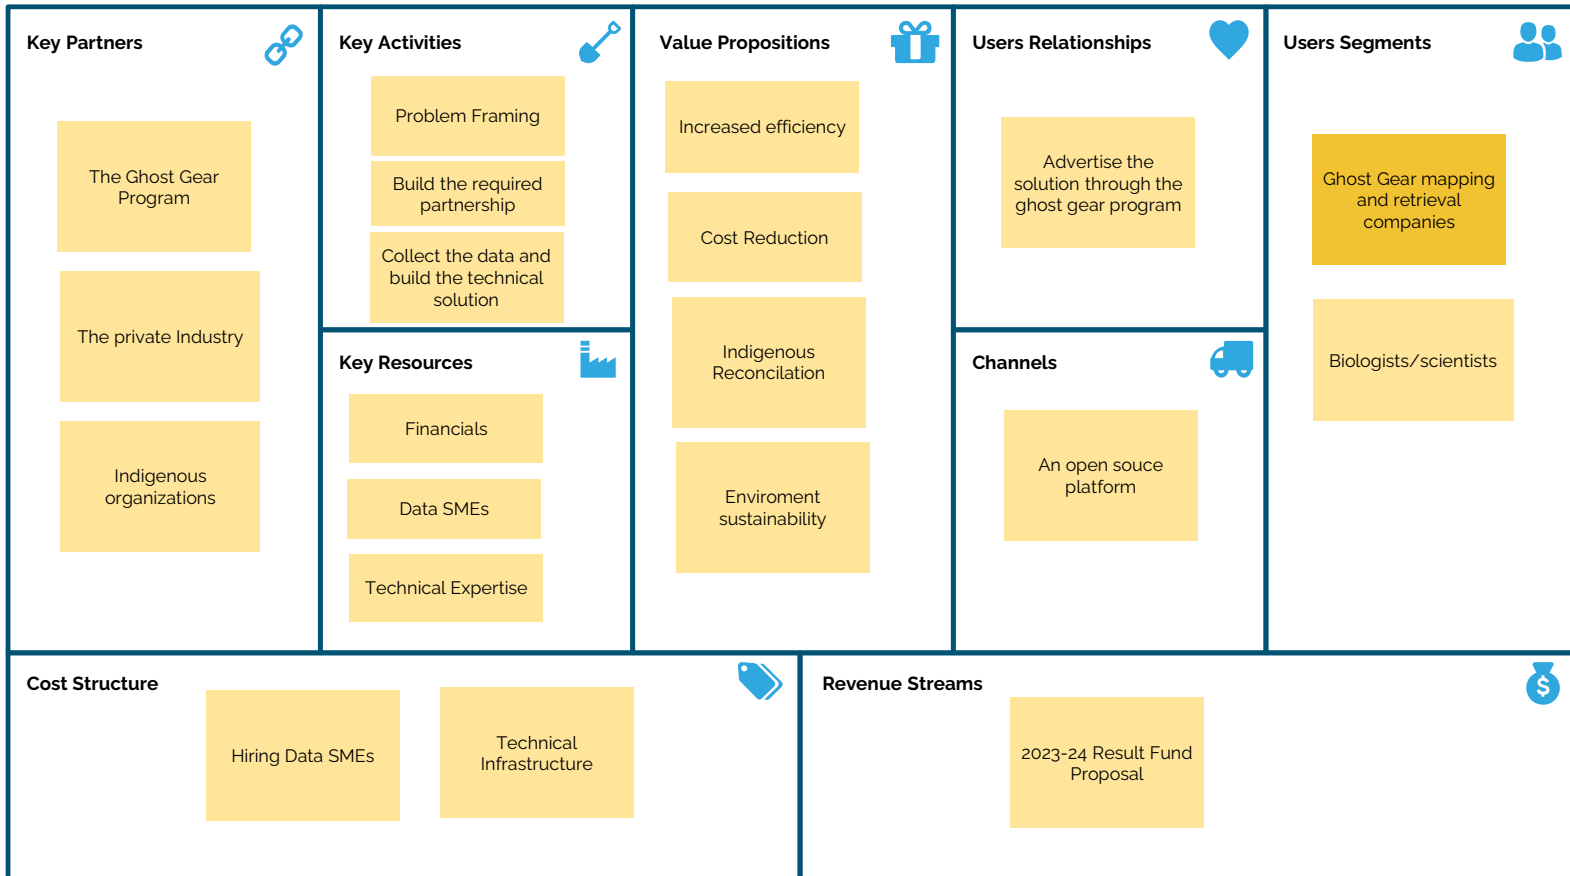 Key Partners
The Ghost Gear
Program
The private Industry
Indigenous
organizations
Key Activities
Problem Framing
Build the required
partnership
Collect the data and
build the technical
solution
Key Resources
Financials
Data SMEs
Technical Expertise
Value Propositions
Increased efficiency
Cost Reduction
Indigenous
Reconcilation
Enviroment
sustainability
Users Relationships
Advertise the
solution through the
ghost gear program
Channels
An open souce
platform
Users Segments
Ghost Gear mapping
and retrieval
companies
Biologists/scientists
Cost Structure
Hiring Data SMEs
Technical
Infrastructure
Revenue Streams
$
2023-24 Result Fund
Proposal